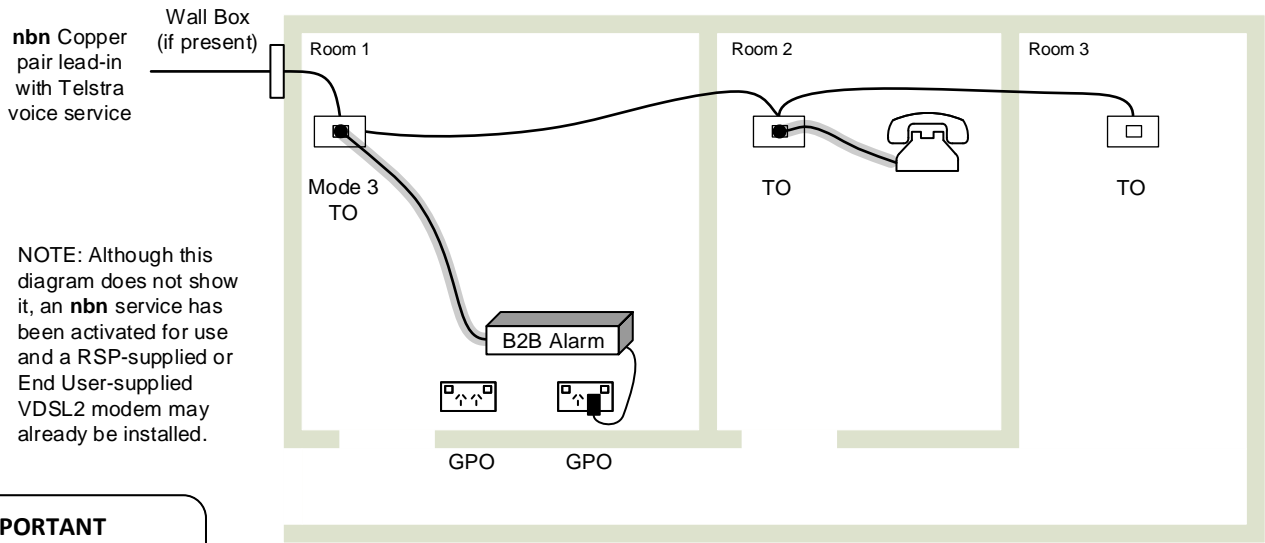 nbn Copper
pair lead-in
with Telstra
voice service
Wall Box
(if present)
Room 1
Room 2
Room 3
Mode 3
TO
TO
TO
NOTE: Although this
diagram does not show
it, an nbn service has
been activated for use
and a RSP-supplied or
End User-supplied
VDSL2 modem may
already be installed.
B2B Alarm
GPO
GPO
PORTANT